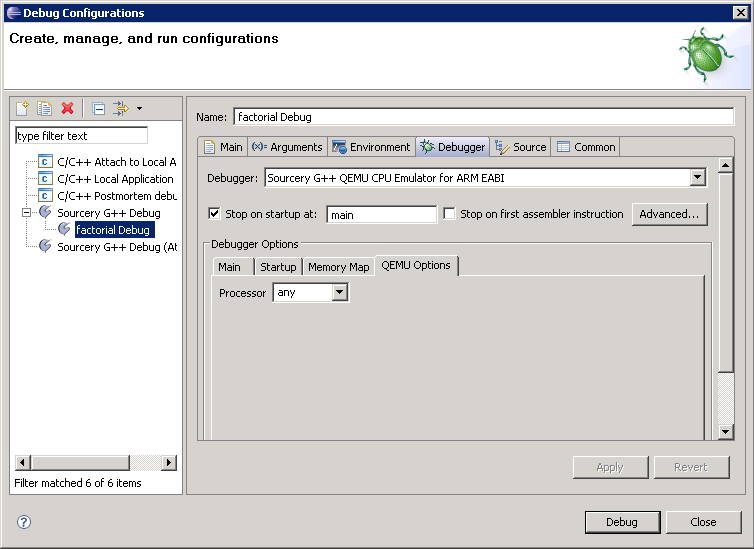 Debug Configurations
Create, manage, and run configurations
type filter text
C/C++ Attach to Local A
C/C++ Local Application
C/C++ Postmortem debu
Sourcery G++ Debug
factorial Debug
Sourcery G++ Debug (At
Filter matched 6 of 6 items
Name: factorial Debug
Main (x)= Arguments Environment Debugger Source Common
Debugger: Sourcery G++ QEMU CPU Emulator for ARM EABI
Stop on startup at: main Stop on first assembler instruction Advanced...
Debugger Options
Main Startup Memory Map QEMU Options
Processor any
Apply Revert
? Debug Close